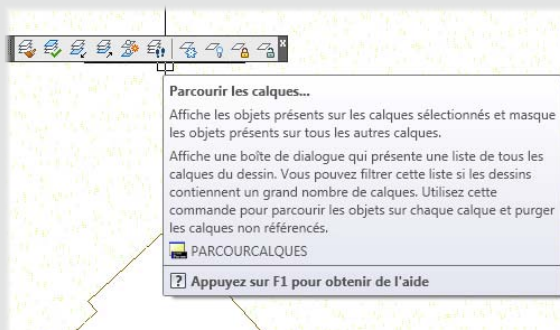 Parcourir les calques...
Affiche les objets présents sur les calques sélectionnés et masque
les objets présents sur tous les autres calques.
Affiche une boîte de dialogue qui présente une liste de tous les
calques du dessin. Vous pouvez filtrer cette liste si les dessins
contiennent un grand nombre de calques. Utilisez cette
commande pour parcourir les objets sur chaque calque et purger
les calques non référencés.
PARCOURCALQUES
? Appuyez sur F1 pour obtenir de l'aide